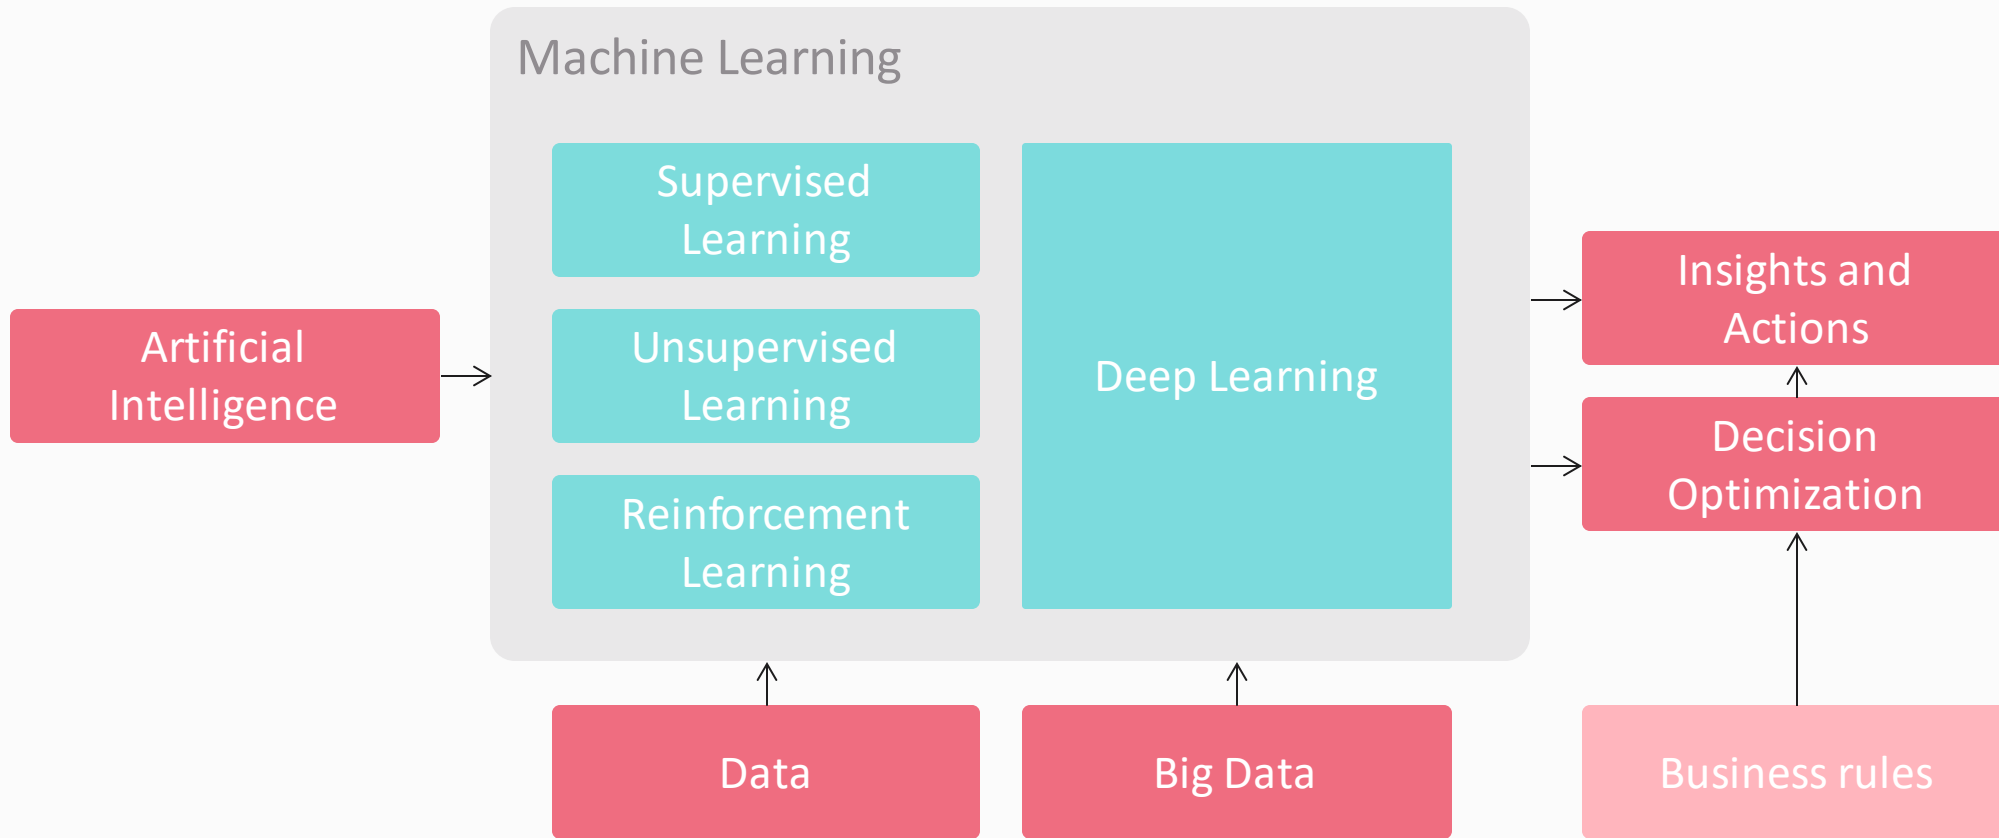 Machine Learning
Supervised
Learning
Unsupervised
Learning
Reinforcement
Learning
Deep Learning
Artificial
Intelligence
Insights and
Actions
Decision
Optimization
Data
Big Data
Business rules